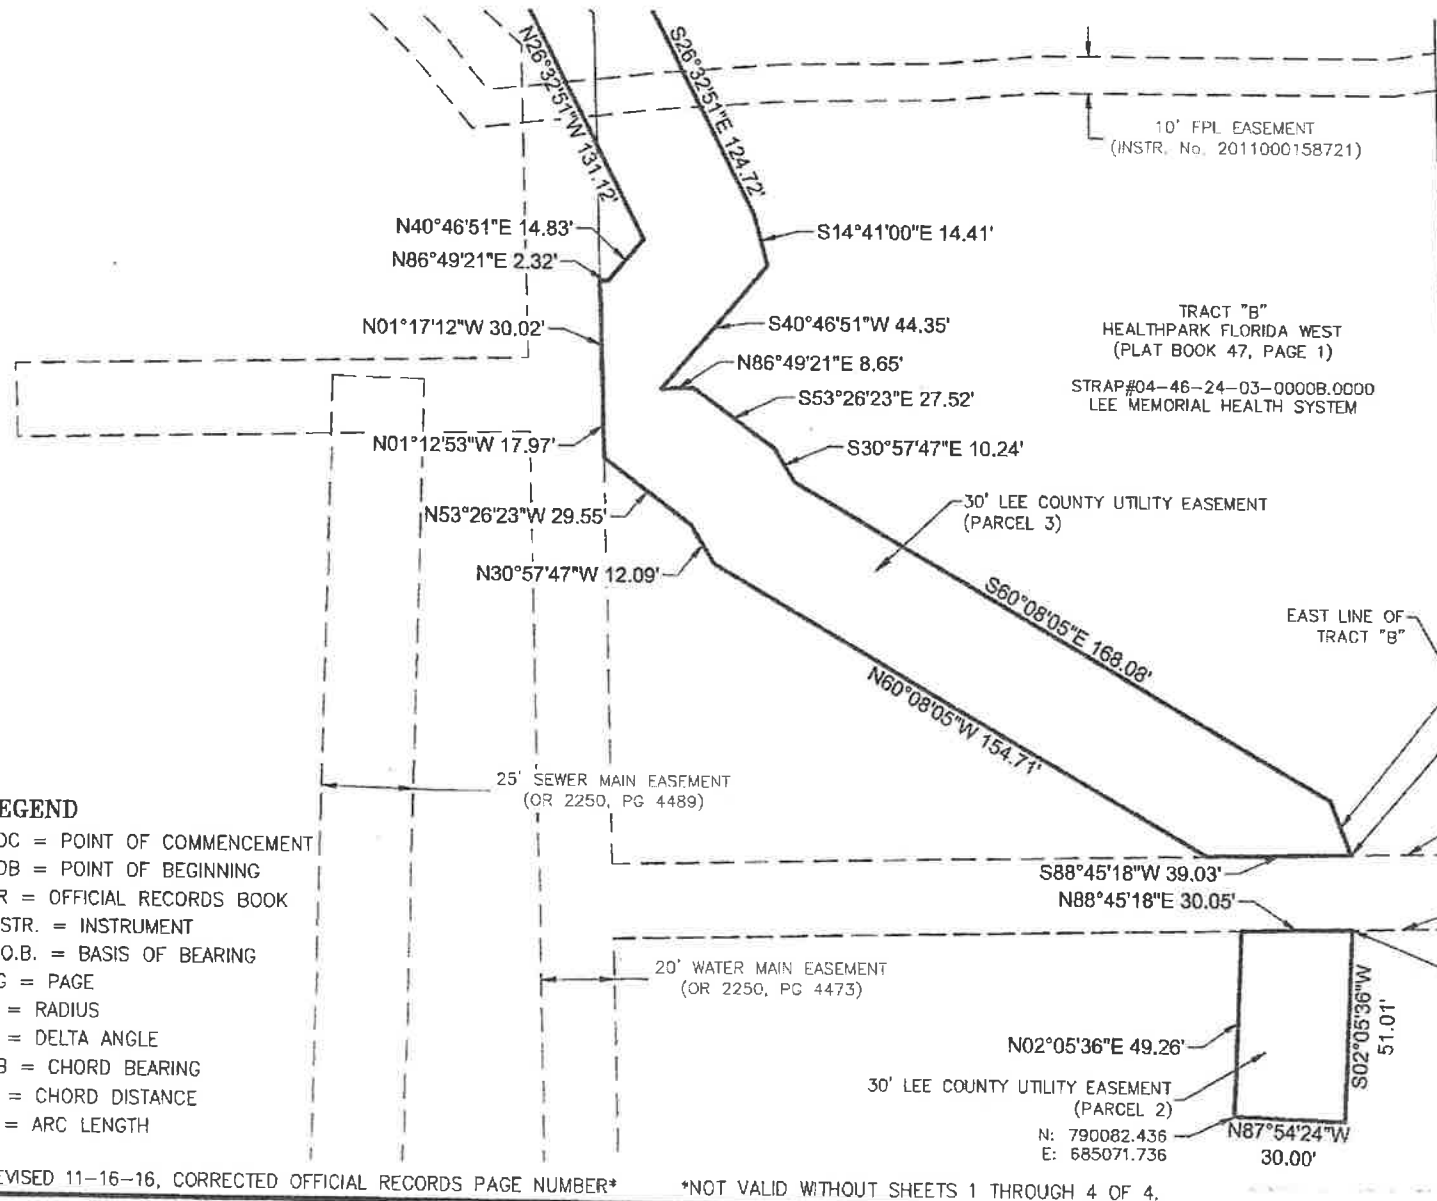 N26°32'51"W 131.12'
S26°32'51"E 124.72'
10' FPL EASEMENT
(INSTR. No. 2011000158721)
N40°46'51"E 14.83'
S14°41'00"E 14.41'
N86°49'21"E 2.32'
N01°17'12"W 30.02'
S40°46'51"W 44.35'
TRACT "B"
HEALTHPARK FLORIDA WEST
(PLAT BOOK 47, PAGE 1)
N86°49'21"E 8.65'
STRAP#04-46-24-03-0000B.0000
LEE MEMORIAL HEALTH SYSTEM
S53°26'23"E 27.52'
N01°12'53"W 17.97'
S30°57'47"E 10.24'
30' LEE COUNTY UTILITY EASEMENT
(PARCEL 3)
N53°26'23"W 29.55'
N30°57'47"W 12.09'
S60°08'05"E 168.08'
EAST LINE OF
TRACT "B"
N60°08'05"W 154.71'
25' SEWER MAIN EASEMENT
(OR 2250, PG 4489)
EGEND
OC = POINT OF COMMENCEMENT
OB = POINT OF BEGINNING
R = OFFICIAL RECORDS BOOK
STR. = INSTRUMENT
O.B. = BASIS OF BEARING
G = PAGE
= RADIUS
= DELTA ANGLE
B = CHORD BEARING
= CHORD DISTANCE
= ARC LENGTH
S88°45'18"W 39.03'
N88°45'18"E 30.05'
20' WATER MAIN EASEMENT
(OR 2250, PG 4473)
N02°05'36"E 49.26'
S02°05'36"W
51.01'
30' LEE COUNTY UTILITY EASEMENT
(PARCEL 2)
N: 790082.436
E: 685071.736
N87°54'24"W
30.00'
EVISED 11-16-16, CORRECTED OFFICIAL RECORDS PAGE NUMBER*
*NOT VALID WITHOUT SHEETS 1 THROUGH 4 OF 4.